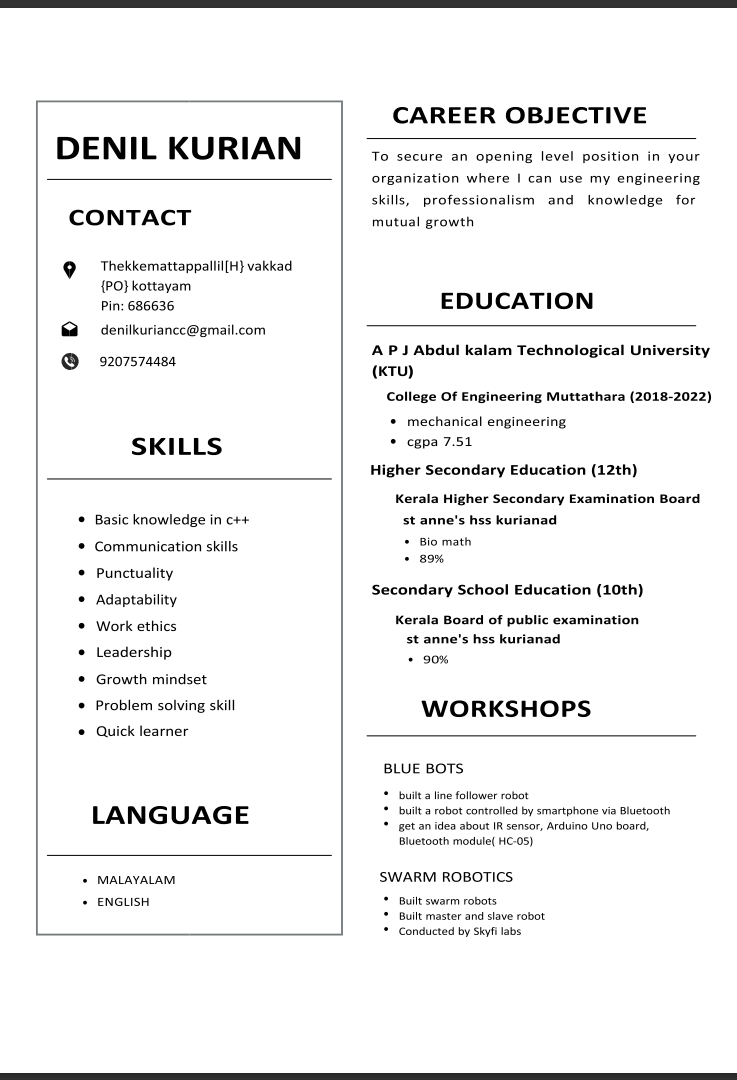 DENIL KURIAN
CONTACT
Thekkemattappallil[H} vakkad
{PO} kottayam
Pin: 686636
denilkuriancc@gmail.com
9207574484
SKILLS
• Basic knowledge in c++
• Communication skills
• Punctuality
• Adaptability
• Work ethics
• Leadership
• Growth mindset
• Problem solving skill
• Quick learner
LANGUAGE
• MALAYALAM
• ENGLISH
CAREER OBJECTIVE
To secure an opening level position in your
organization where I can use my engineering
skills, professionalism and knowledge for
mutual growth
EDUCATION
A P J Abdul kalam Technological University
(KTU)
College Of Engineering Muttathara (2018-2022)
• mechanical engineering
• cgpa 7.51
Higher Secondary Education (12th)
Kerala Higher Secondary Examination Board
st anne's hss kurianad
• Bio math
• 89%
Secondary School Education (10th)
Kerala Board of public examination
st anne's hss kurianad
• 90%
WORKSHOPS
BLUE BOTS
• built a line follower robot
• built a robot controlled by smartphone via Bluetooth
• get an idea about IR sensor, Arduino Uno board,
Bluetooth module( HC-05)
SWARM ROBOTICS
• Built swarm robots
• Built master and slave robot
• Conducted by Skyfi labs